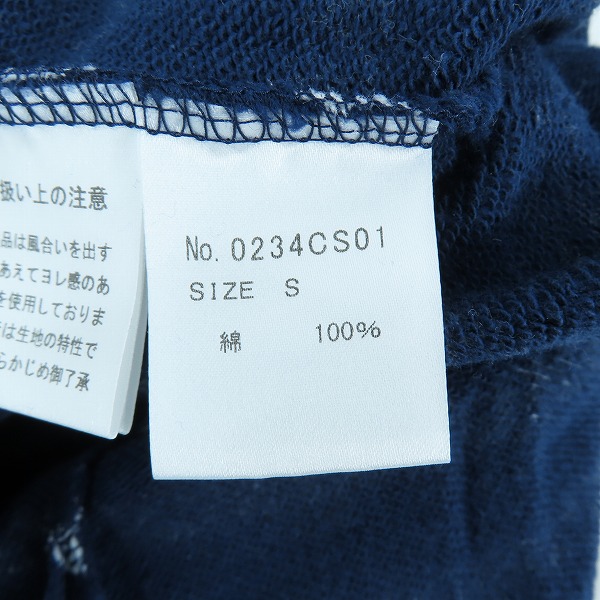 扱い上の注意
品は風合いを出す
あえてヨレ感のあ
を使用しておりま
は生地の特性で
らかじめ御了承
No. 0234CS01
SIZE S
綿 100%